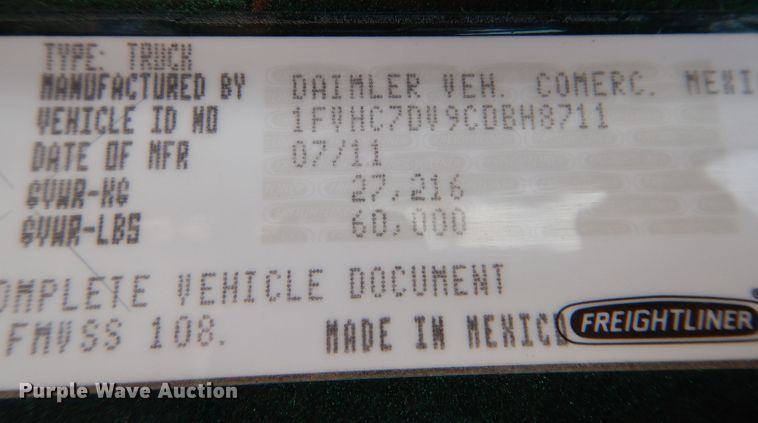 TYPE: TRUCK
MANUFACTURED BY DAIMLER VEH. COMERC. MEXI
VEHICLE ID NO 1FVHC7DV9CDBH8711
DATE OF MFR 07/11
GVWR-KG 27,216
GVWR-LBS 60,000
OMPLETE VEHICLE DOCUMENT
FMVSS 108. MADE IN MEXICO
FREIGHTLINER
Purple Wave Auction